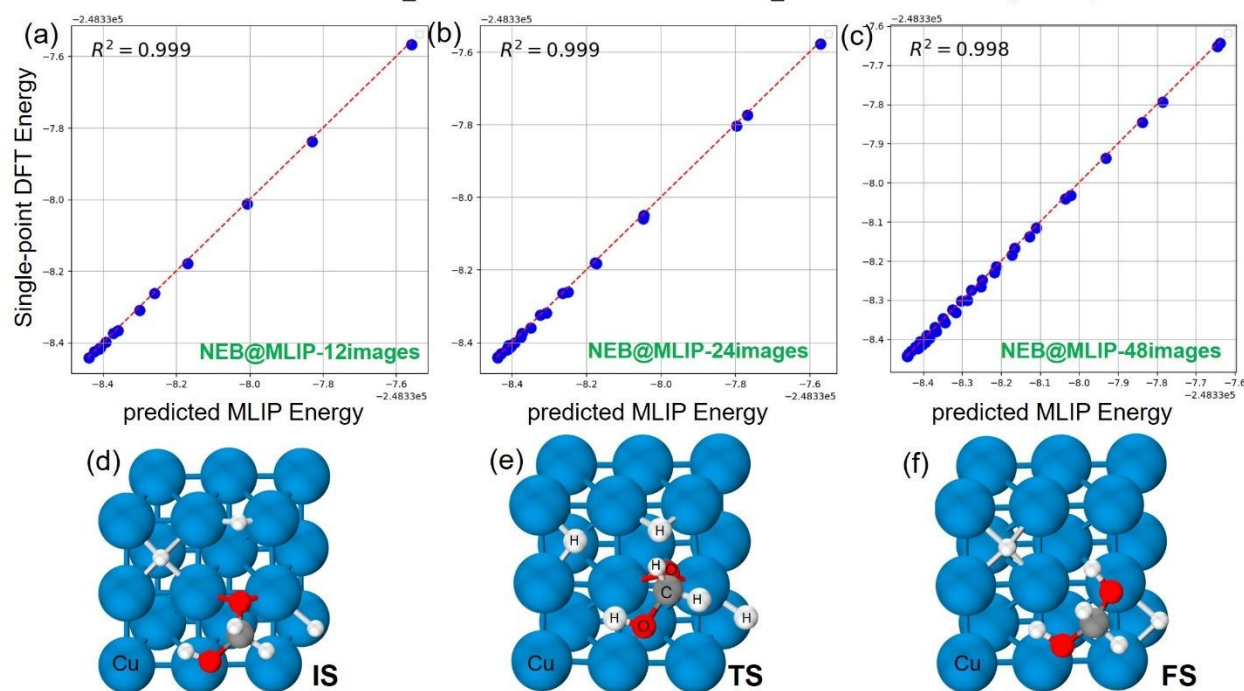 −2.4833e5
−2.4833e5
−2.4833e5
(a)
R² = 0.999
(b)
R² = 0.999
(c)
R² = 0.998
Single-point DFT Energy
−7.6
−7.8
−8.0
−8.2
−8.4
−7.6
−7.8
−8.0
−8.2
−8.4
−7.6
−7.7
−7.8
−7.9
−8.0
−8.1
−8.2
−8.3
−8.4
NEB@MLIP-12images
NEB@MLIP-24images
NEB@MLIP-48images
−8.4 −8.2 −8.0 −7.8 −7.6
−8.4 −8.2 −8.0 −7.8 −7.6
−8.4 −8.3 −8.2 −8.1 −8.0 −7.9 −7.8 −7.7 −7.6
−2.4833e5
−2.4833e5
−2.4833e5
predicted MLIP Energy
predicted MLIP Energy
predicted MLIP Energy
(d)
Cu
IS
(e)
H
H
H
O
C
H
H
O
H
Cu
TS
(f)
Cu
FS